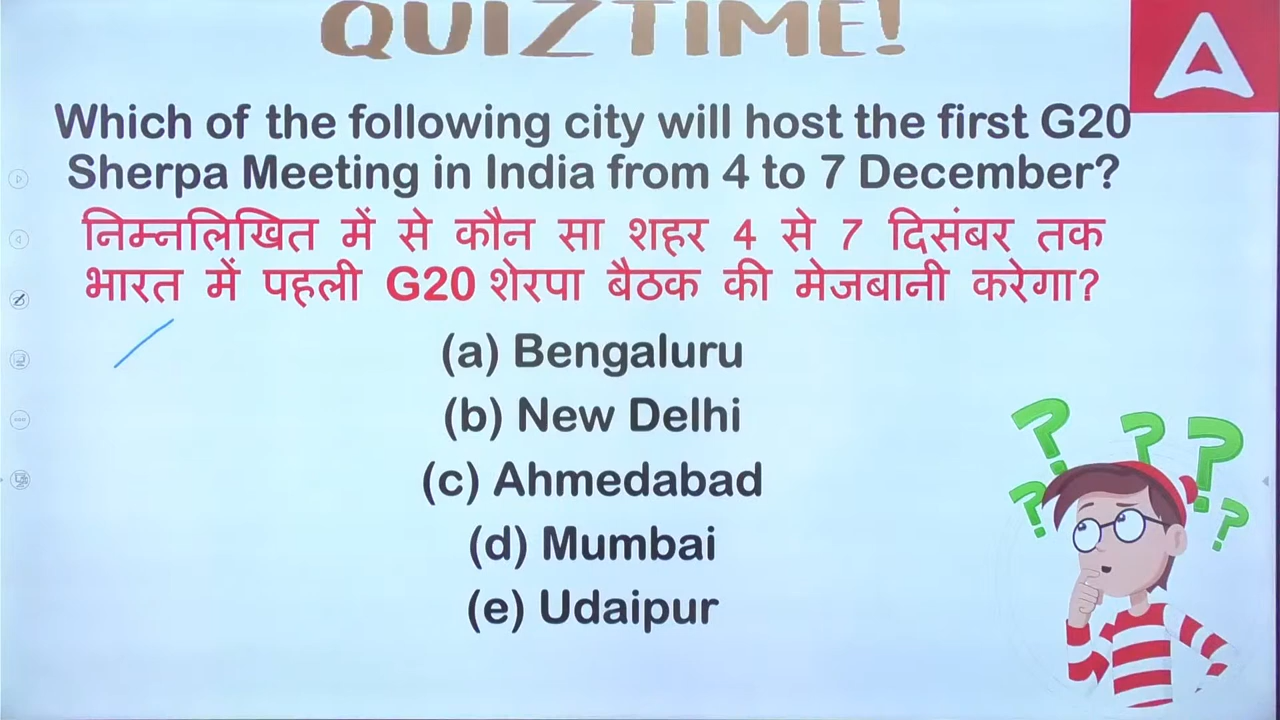 QUIZTIME!
Which of the following city will host the first G20
Sherpa Meeting in India from 4 to 7 December?
निम्नलिखित में से कौन सा शहर 4 से 7 दिसंबर तक
भारत में पहली G20 शेरपा बैठक की मेजबानी करेगा?
(a) Bengaluru
(b) New Delhi
(c) Ahmedabad
(d) Mumbai
(e) Udaipur